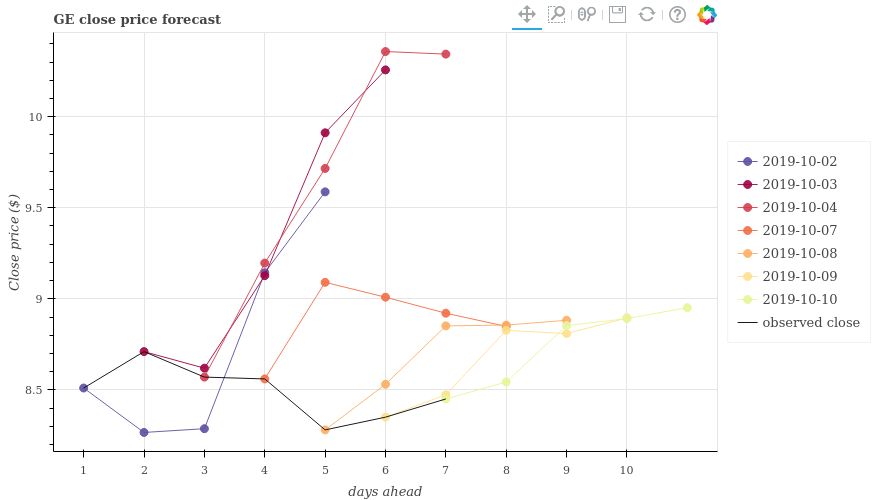 GE close price forecast
Close price ($)
10
9.5
9
8.5
1 2 3 4 5 6 7 8 9 10
days ahead
2019-10-02
2019-10-03
2019-10-04
2019-10-07
2019-10-08
2019-10-09
2019-10-10
observed close